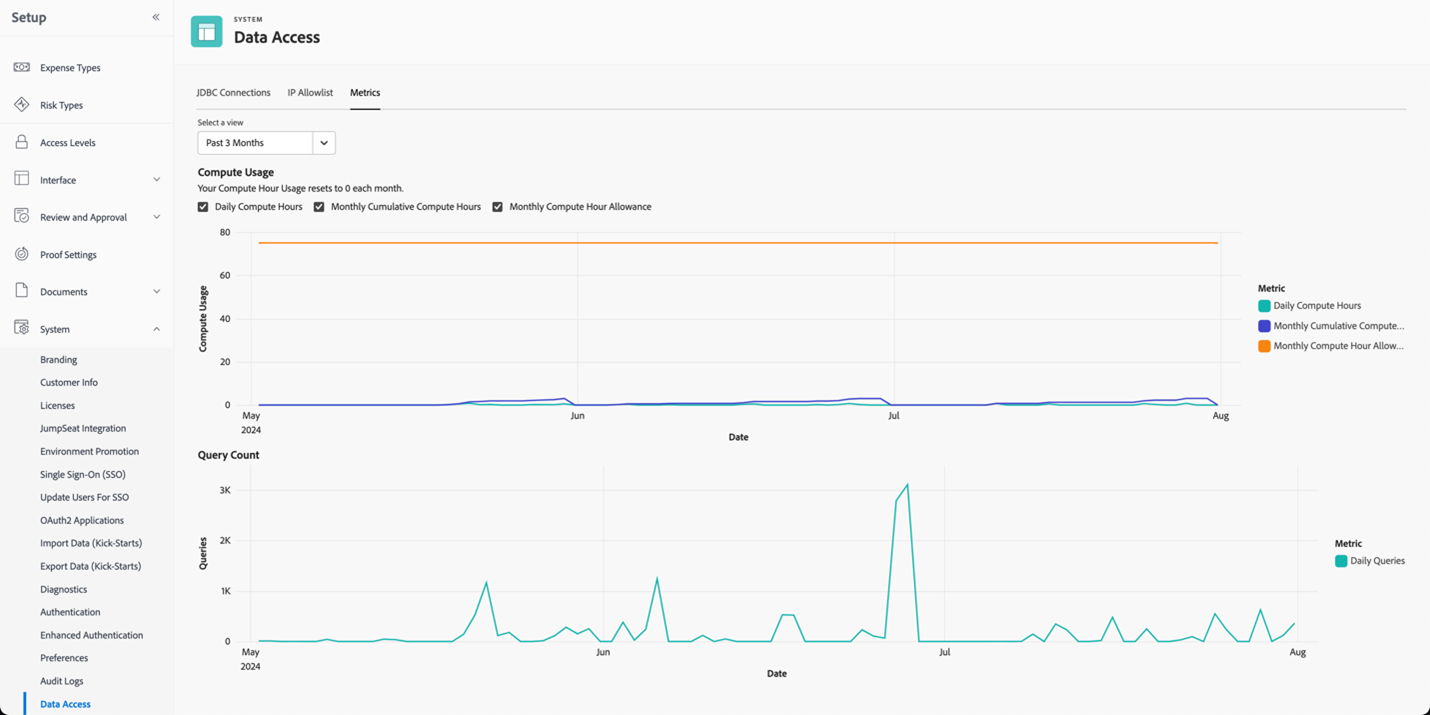 Setup
Expense Types
Risk Types
Access Levels
Interface
Review and Approval
Proof Settings
Documents
System
Branding
Customer Info
Licenses
JumpSeat Integration
Environment Promotion
Single Sign-On (SSO)
Update Users For SSO
OAuth2 Applications
Import Data (Kick-Starts)
Export Data (Kick-Starts)
Diagnostics
Authentication
Enhanced Authentication
Preferences
Audit Logs
Data Access
SYSTEM
Data Access
JDBC Connections IP Allowlist Metrics
Select a view
Past 3 Months
Compute Usage
Your Compute Hour Usage resets to 0 each month.
Daily Compute Hours Monthly Cumulative Compute Hours Monthly Compute Hour Allowance
80
60
40
20
0
Compute Usage
May Jun Jul Aug
2024
Date
Metric
Daily Compute Hours
Monthly Cumulative Compute...
Monthly Compute Hour Allow...
Query Count
3K
2K
1K
0
Queries
May Jun Jul Aug
2024
Date
Metric
Daily Queries